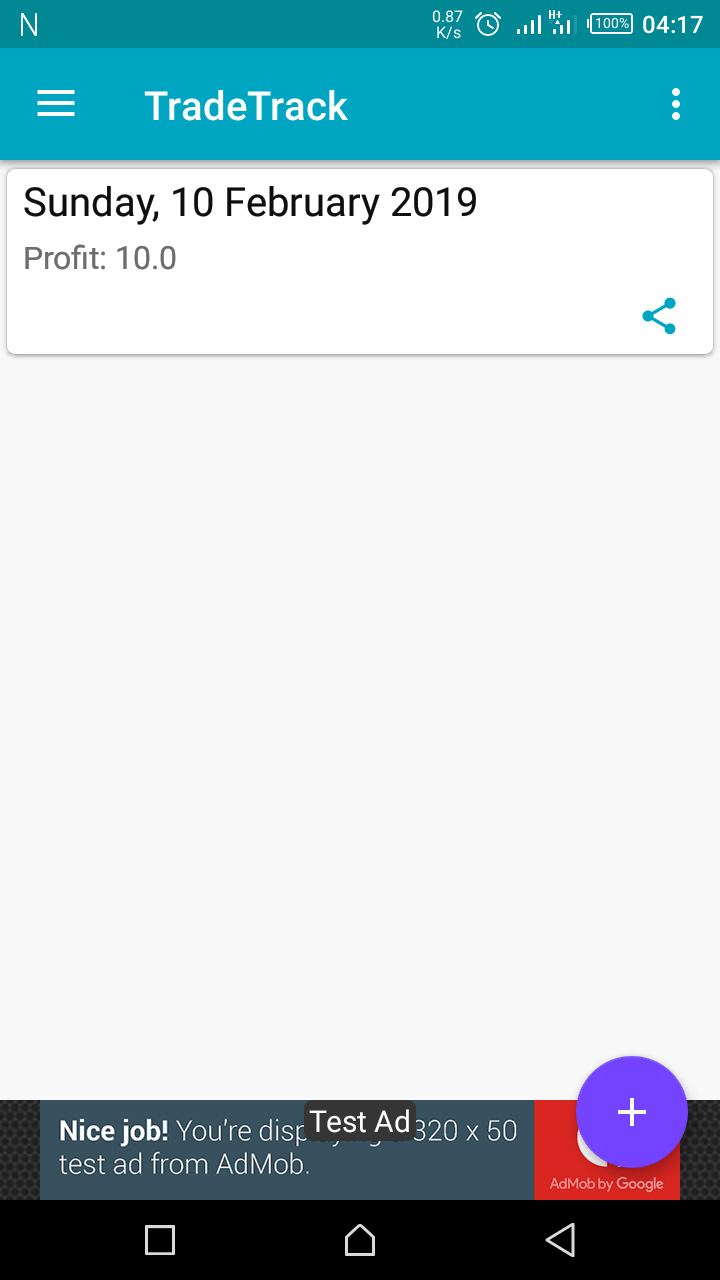 0.87
K/s
H+
100%
04:17
TradeTrack
Sunday, 10 February 2019
Profit: 10.0
Test Ad
Nice job! You're disp 320 x 50
test ad from AdMob.
AdMob by Google